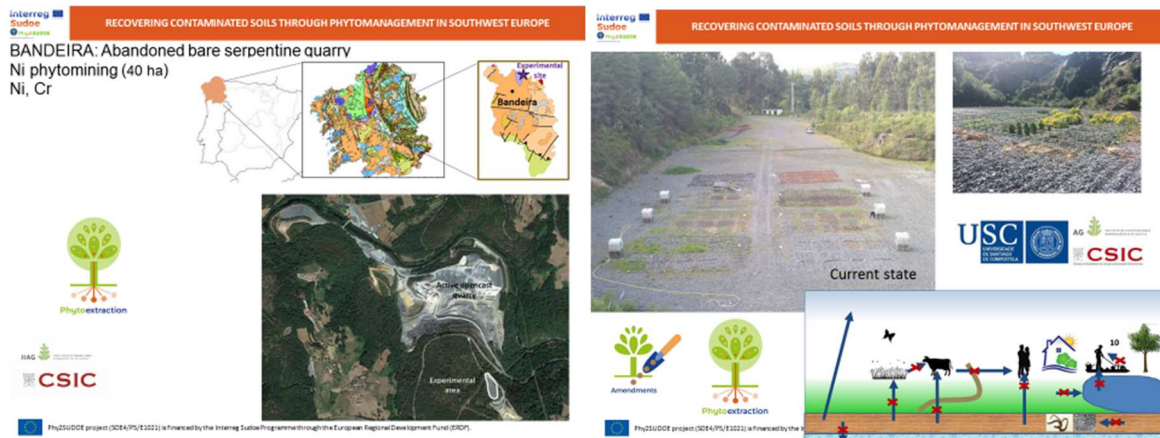 interreg
Sudoe
Phy2SUDOE
RECOVERING CONTAMINATED SOILS THROUGH PHYTOMANAGEMENT IN SOUTHWEST EUROPE
BANDEIRA: Abandoned bare serpentine quarry
Ni phytomining (40 ha)
Ni, Cr
Experimental
site
Bandeira
Phytoextraction
Active opencast
quarry
Experimental
area
IIAG
CSIC
Phy2SUDOE project (SOE4/P5/E1021) is financed by the Interreg Sudoe Programme through the European Regional Development Fund (ERDF).
interreg
Sudoe
Phy2SUDOE
RECOVERING CONTAMINATED SOILS THROUGH PHYTOMANAGEMENT IN SOUTHWEST EUROPE
Current state
USC
UNIVERSIDADE
DE SANTIAGO
DE COMPOSTELA
AG
CSIC
Amendments
Phytoextraction
10
Phy2SUDOE project (SOE4/P5/E1021) is financed by the In